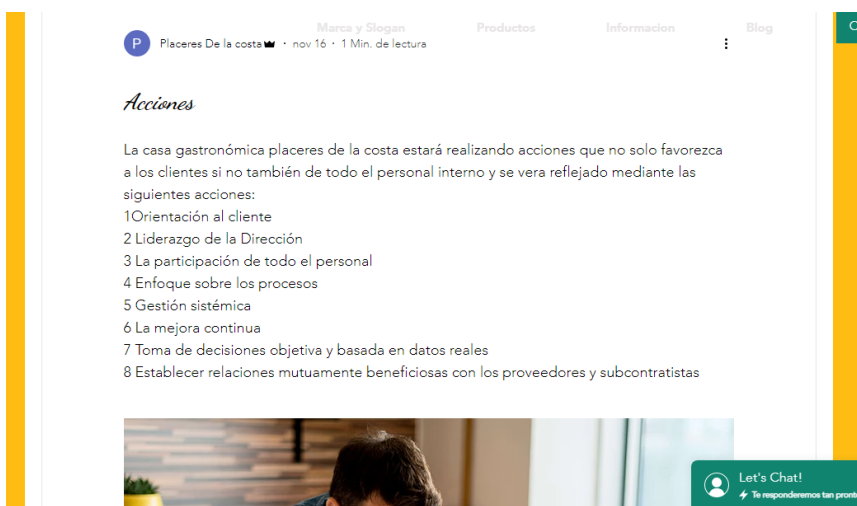 Marca y Slogan Productos Informacion Blog
P Placeres De la costa · nov 16 · 1 Min. de lectura
Acciones
La casa gastronómica placeres de la costa estará realizando acciones que no solo favorezca
a los clientes si no también de todo el personal interno y se vera reflejado mediante las
siguientes acciones:
1Orientación al cliente
2 Liderazgo de la Dirección
3 La participación de todo el personal
4 Enfoque sobre los procesos
5 Gestión sistémica
6 La mejora continua
7 Toma de decisiones objetiva y basada en datos reales
8 Establecer relaciones mutuamente beneficiosas con los proveedores y subcontratistas
Let's Chat!
Te responderemos tan pronto